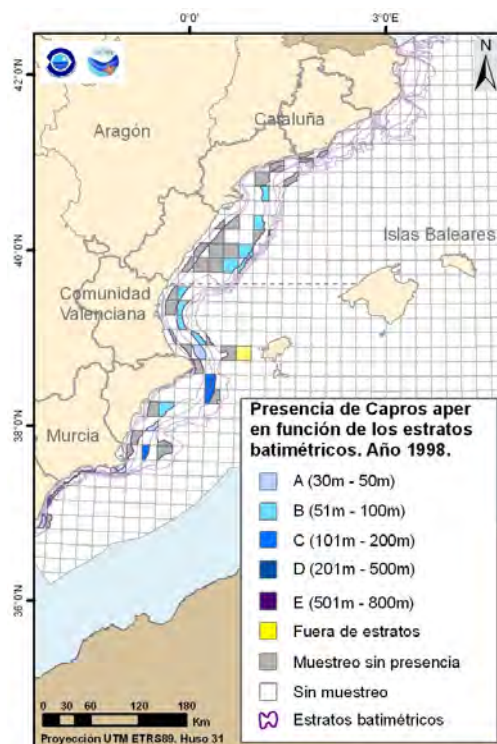 0°0'
3°0'E
N
42°0'N
Cataluña
Aragón
40°0'N
Islas Baleares
Comunidad
Valenciana
38°0'N
Murcia
36°0'N
Presencia de Capros aper
en función de los estratos
batimétricos. Año 1998.
A (30m - 50m)
B (51m - 100m)
C (101m - 200m)
D (201m - 500m)
E (501m - 800m)
Fuera de estratos
Muestreo sin presencia
Sin muestreo
Estratos batimétricos
0 30 60 120 180
Km
Proyección UTM ETRS89. Huso 31